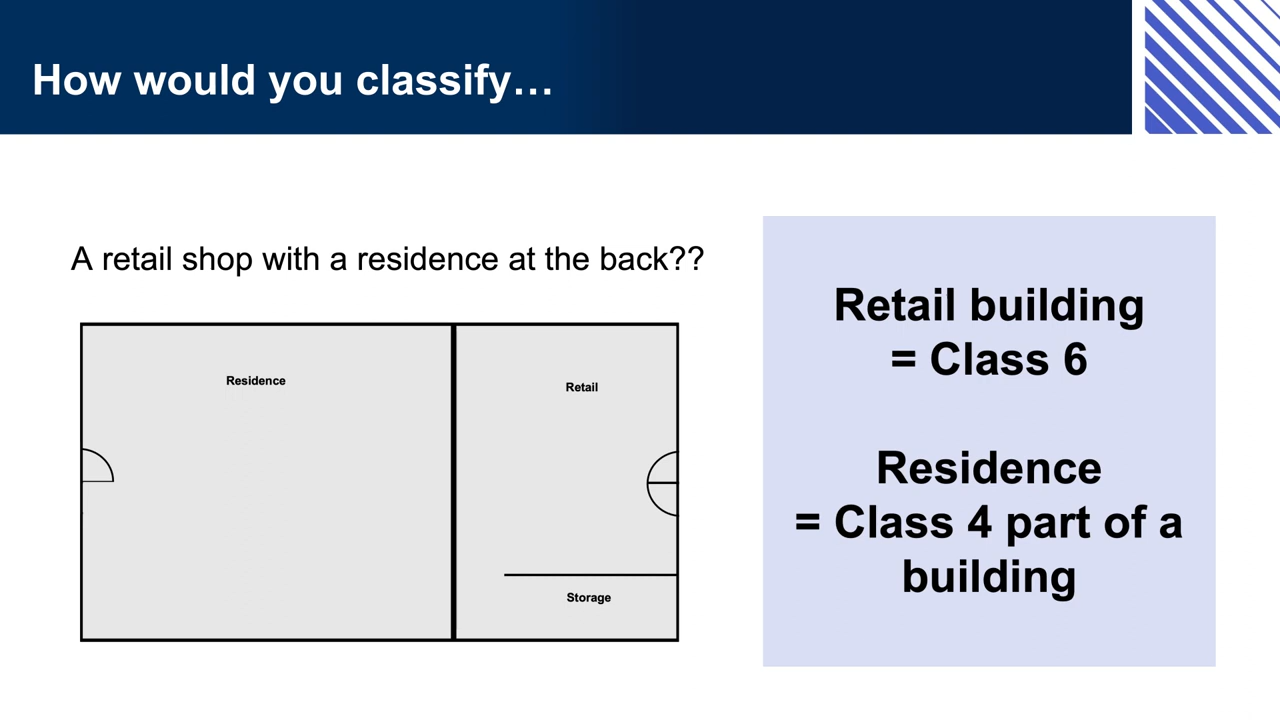 How would you classify…
A retail shop with a residence at the back??
Residence
Retail
Storage
Retail building
= Class 6
Residence
= Class 4 part of a
building